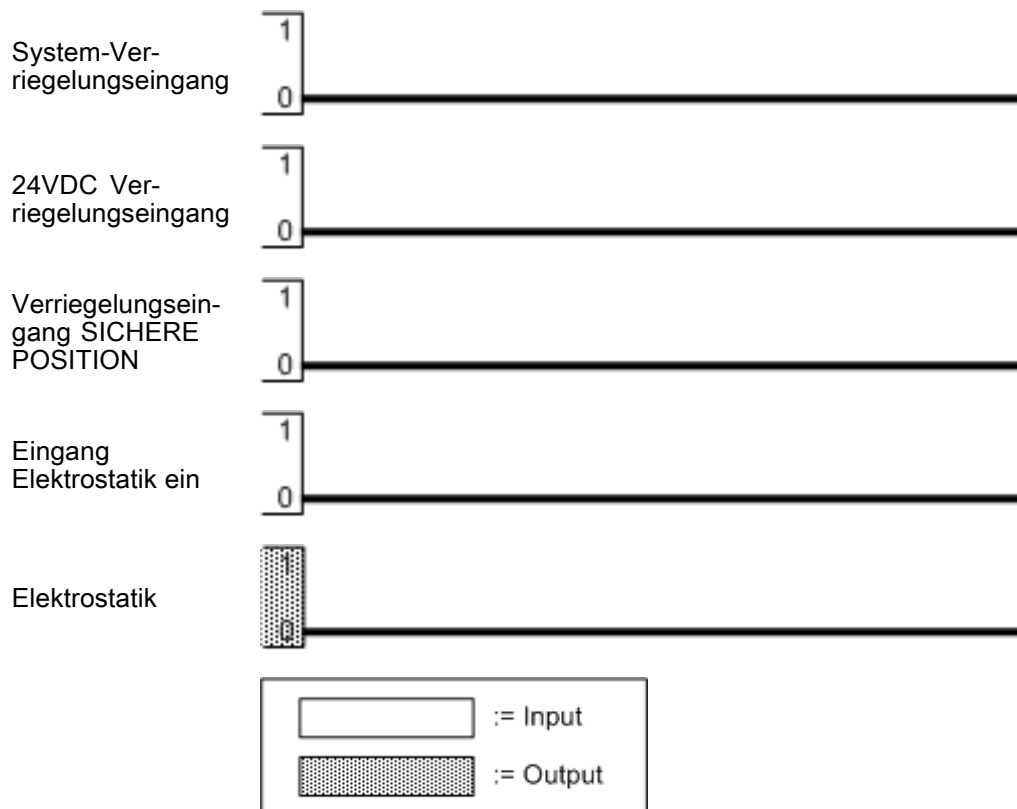 System-Ver-
riegelungseingang
1
0
24VDC Ver-
riegelungseingang
1
0
Verriegelungsein-
gang SICHERE
POSITION
1
0
Eingang
Elektrostatik ein
1
0
Elektrostatik
1
0
:= Input
:= Output